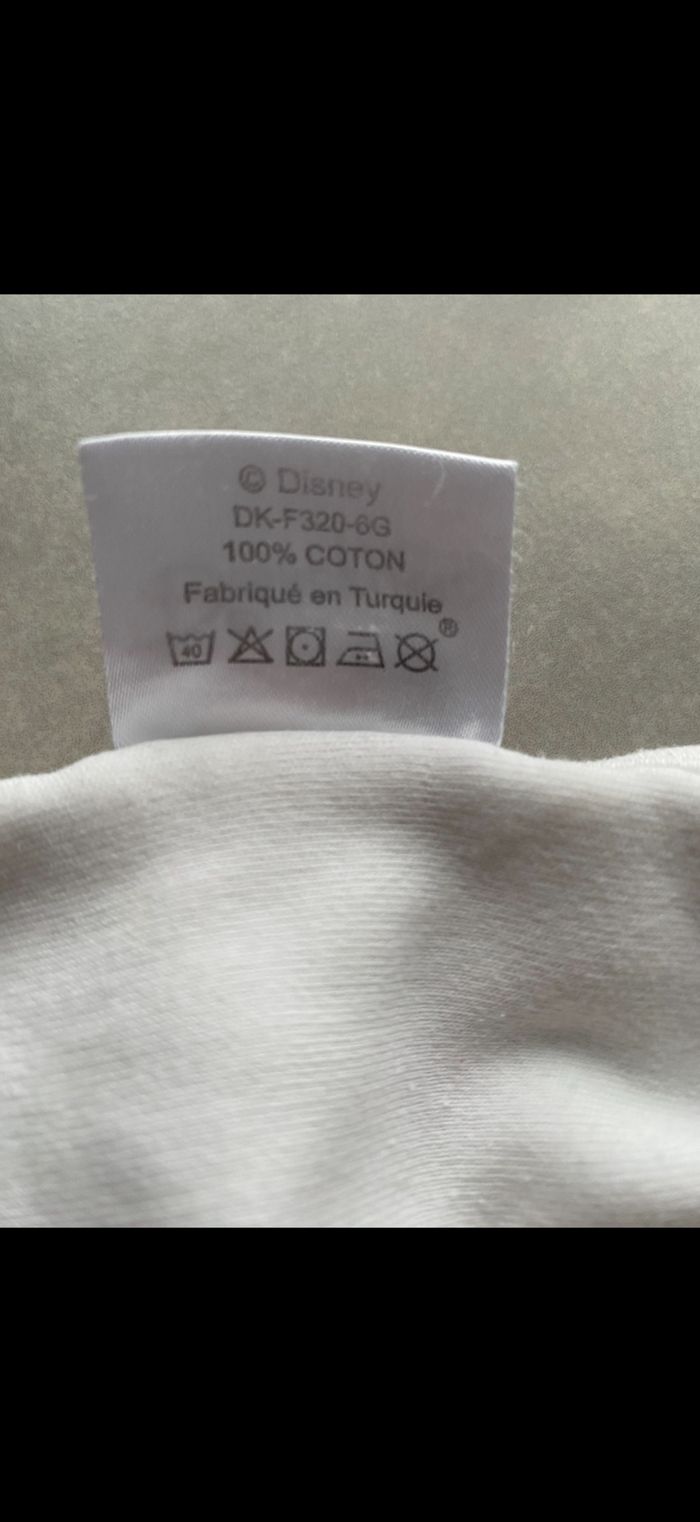 © Disney
DK-F320-6G
100% COTON
Fabriqué en Turquie
®
40